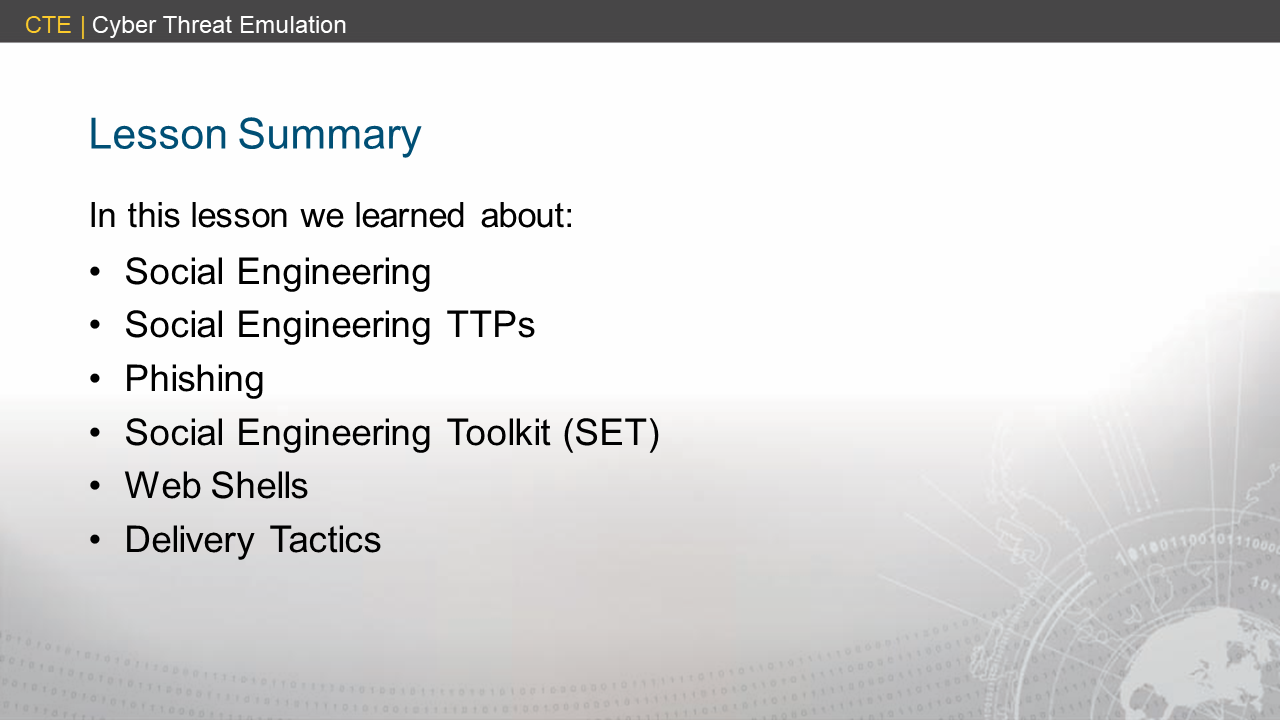 CTE | Cyber Threat Emulation
Lesson Summary
In this lesson we learned about:
• Social Engineering
• Social Engineering TTPs
• Phishing
• Social Engineering Toolkit (SET)
• Web Shells
• Delivery Tactics